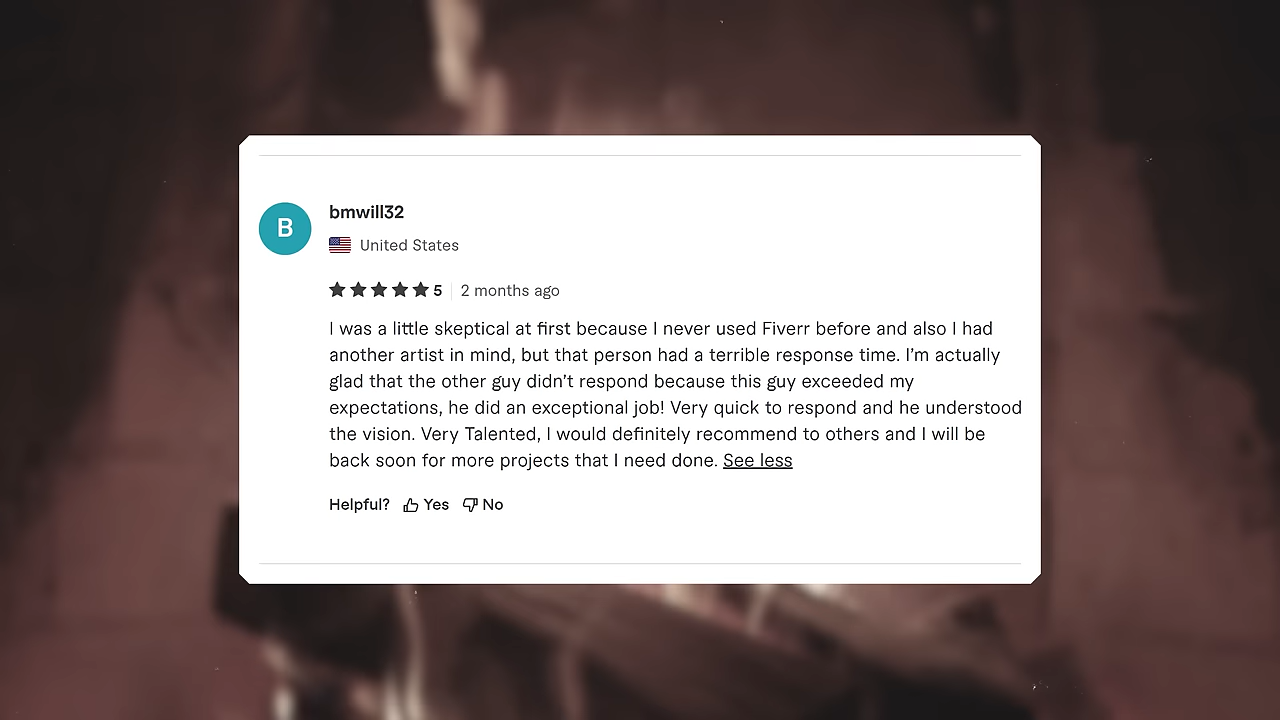 B
bmwill32
United States
5 2 months ago
I was a little skeptical at first because I never used Fiverr before and also I had
another artist in mind, but that person had a terrible response time. I’m actually
glad that the other guy didn’t respond because this guy exceeded my
expectations, he did an exceptional job! Very quick to respond and he understood
the vision. Very Talented, I would definitely recommend to others and I will be
back soon for more projects that I need done. See less
Helpful? Yes No